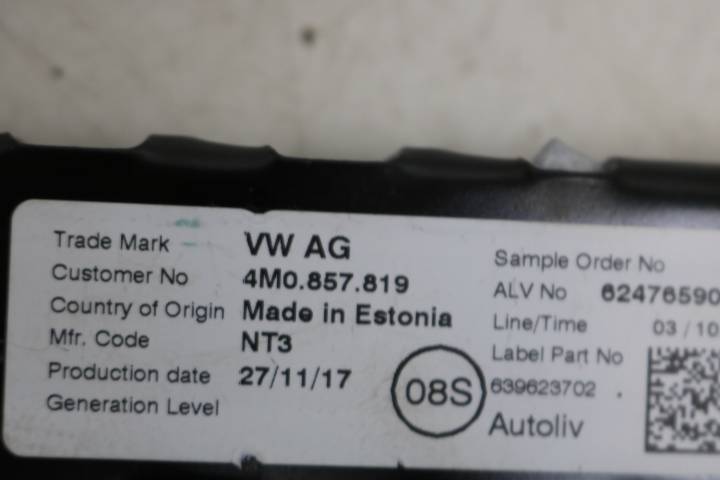 Trade Mark VW AG
Customer No 4M0.857.819
Country of Origin Made in Estonia
Mfr. Code NT3
Production date 27/11/17
Generation Level
08S
Sample Order No
ALV No 62476590
Line/Time 03/10
Label Part No
639623702
Autoliv